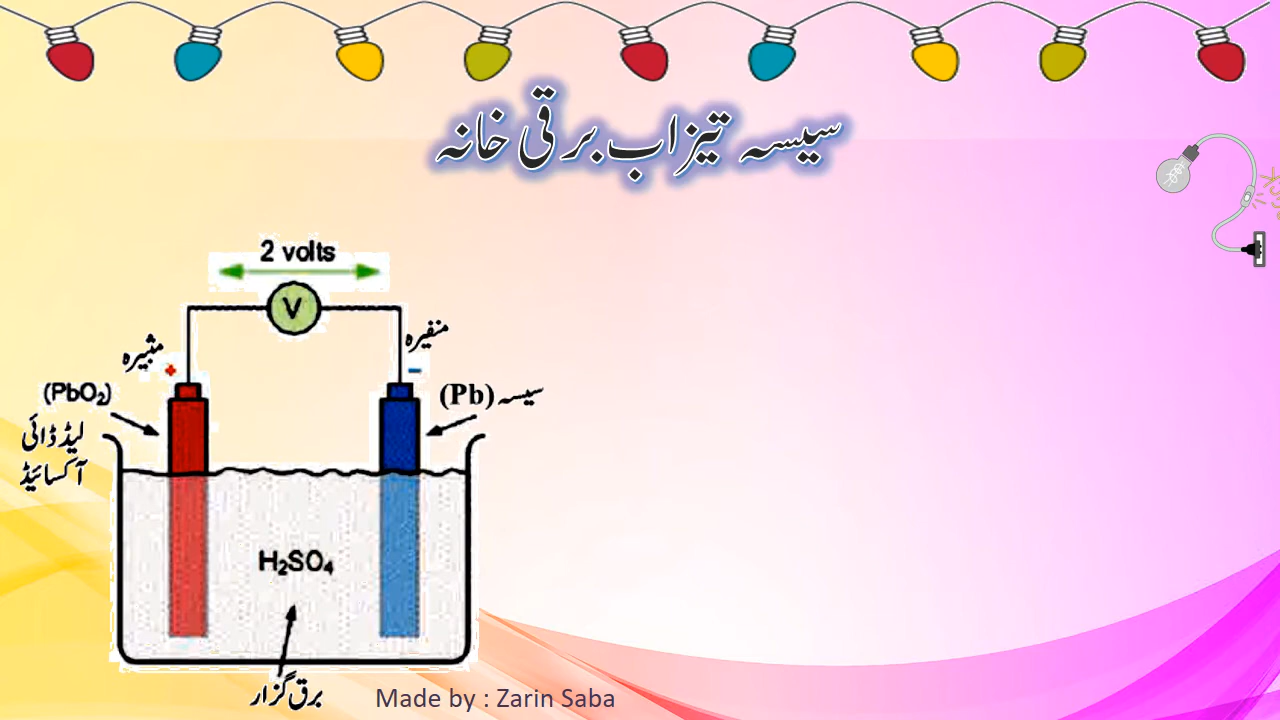 سیسہ تیزاب برقی خانہ
2 volts
V
منفیرہ
مثبیرہ
+
−
(PbO₂)
سیسہ (Pb)
لیڈ ڈائی
آکسائیڈ
H₂SO₄
برق گزار
Made by : Zarin Saba